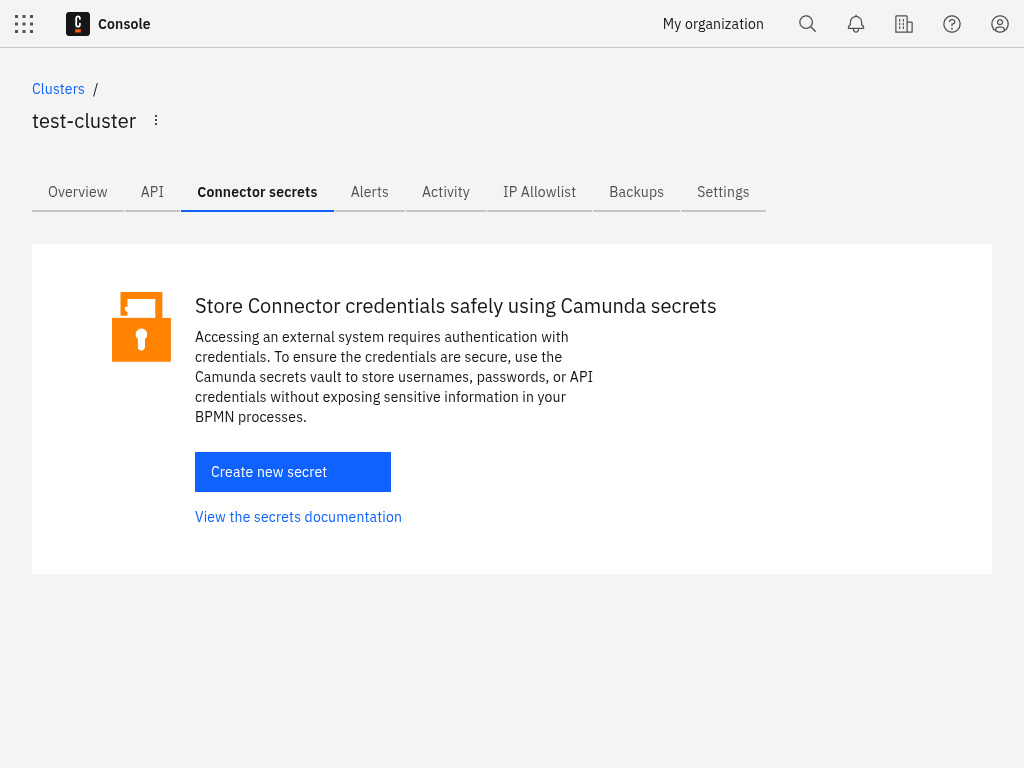 Console
My organization
Clusters /
test-cluster
Overview API Connector secrets Alerts Activity IP Allowlist Backups Settings
Store Connector credentials safely using Camunda secrets
Accessing an external system requires authentication with
credentials. To ensure the credentials are secure, use the
Camunda secrets vault to store usernames, passwords, or API
credentials without exposing sensitive information in your
BPMN processes.
Create new secret
View the secrets documentation